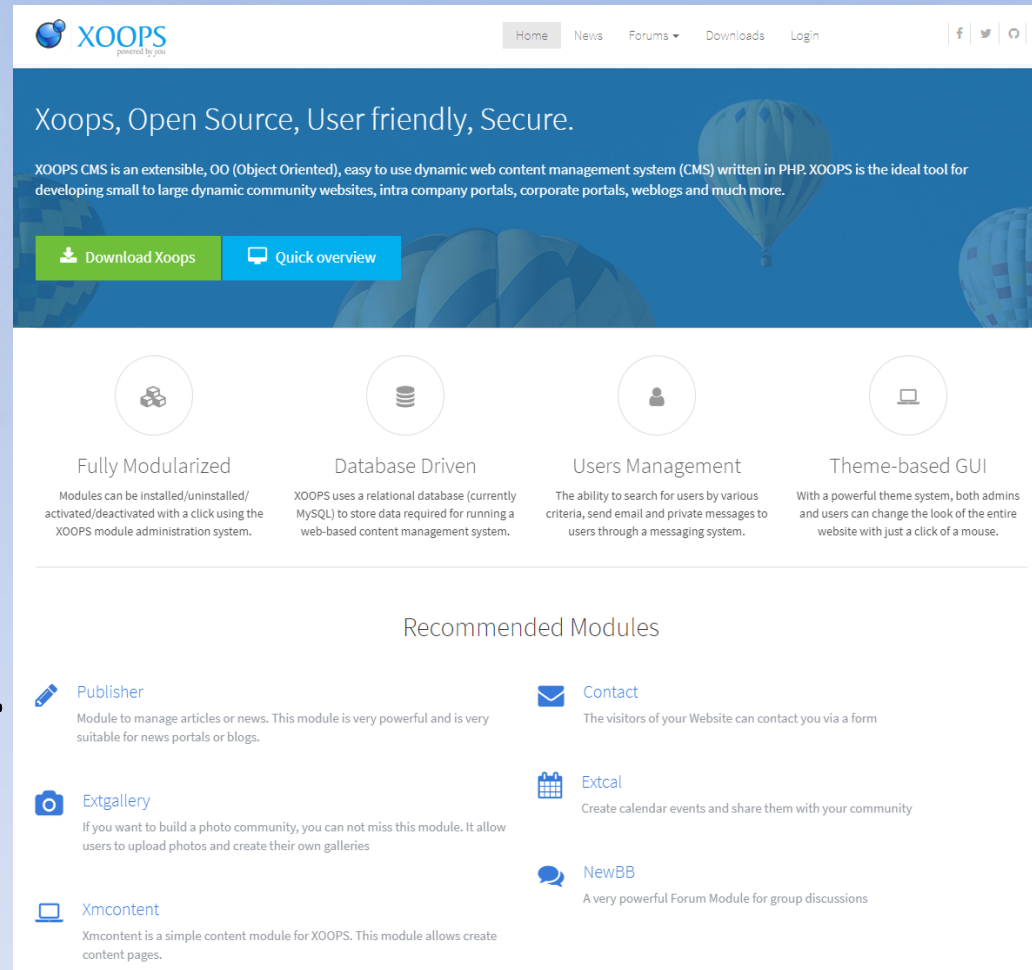 XOOPS
powered by you
Home News Forums Downloads Login
Xoops, Open Source, User friendly, Secure.
XOOPS CMS is an extensible, OO (Object Oriented), easy to use dynamic web content management system (CMS) written in PHP. XOOPS is the ideal tool for
developing small to large dynamic community websites, intra company portals, corporate portals, weblogs and much more.
Download Xoops Quick overview
Fully Modularized
Modules can be installed/uninstalled/
activated/deactivated with a click using the
XOOPS module administration system.
Database Driven
XOOPS uses a relational database (currently
MySQL) to store data required for running a
web-based content management system.
Users Management
The ability to search for users by various
criteria, send email and private messages to
users through a messaging system.
Theme-based GUI
With a powerful theme system, both admins
and users can change the look of the entire
website with just a click of a mouse.
Recommended Modules
Publisher
Module to manage articles or news. This module is very powerful and is very
suitable for news portals or blogs.
Extgallery
If you want to build a photo community, you can not miss this module. It allow
users to upload photos and create their own galleries
Xmcontent
Xmcontent is a simple content module for XOOPS. This module allows create
content pages.
Contact
The visitors of your Website can contact you via a form
Extcal
Create calendar events and share them with your community
NewBB
A very powerful Forum Module for group discussions